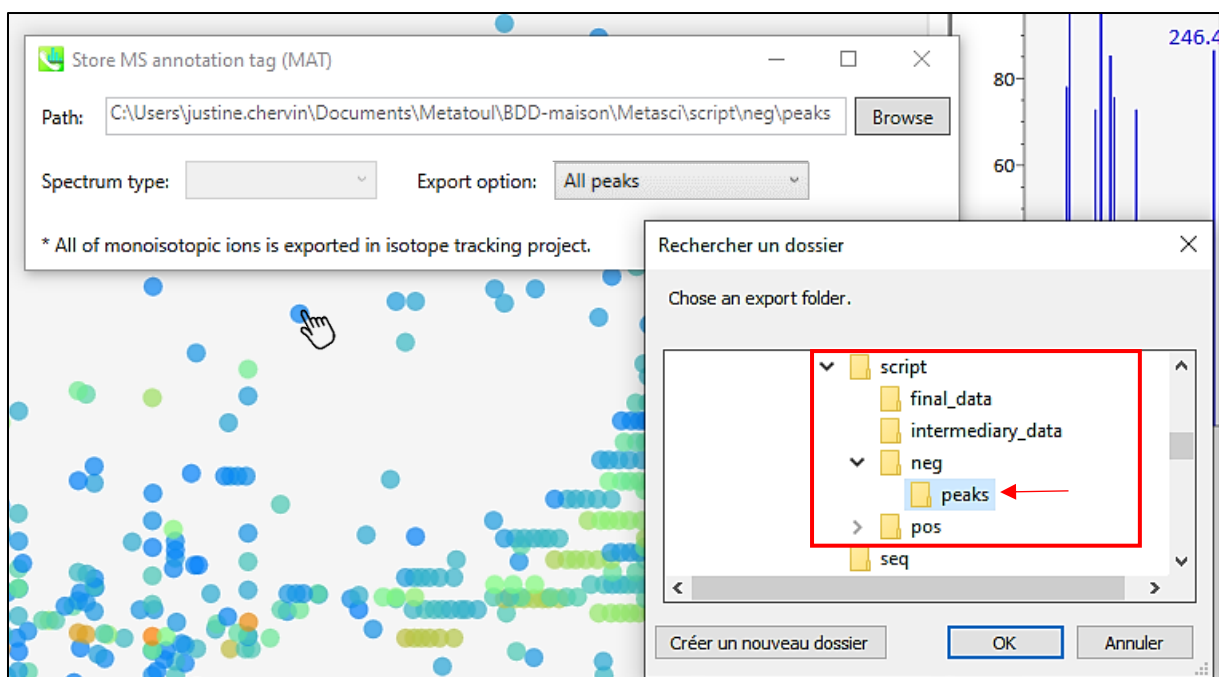 Store MS annotation tag (MAT)
Path: C:\Users\justine.chervin\Documents\Metatoul\BDD-maison\Metasci\script\neg\peaks Browse
Spectrum type: Export option: All peaks
* All of monoisotopic ions is exported in isotope tracking project.
246.4
80
60
Rechercher un dossier
Chose an export folder.
script
final_data
intermediary_data
neg
peaks
pos
seq
Créer un nouveau dossier OK Annuler